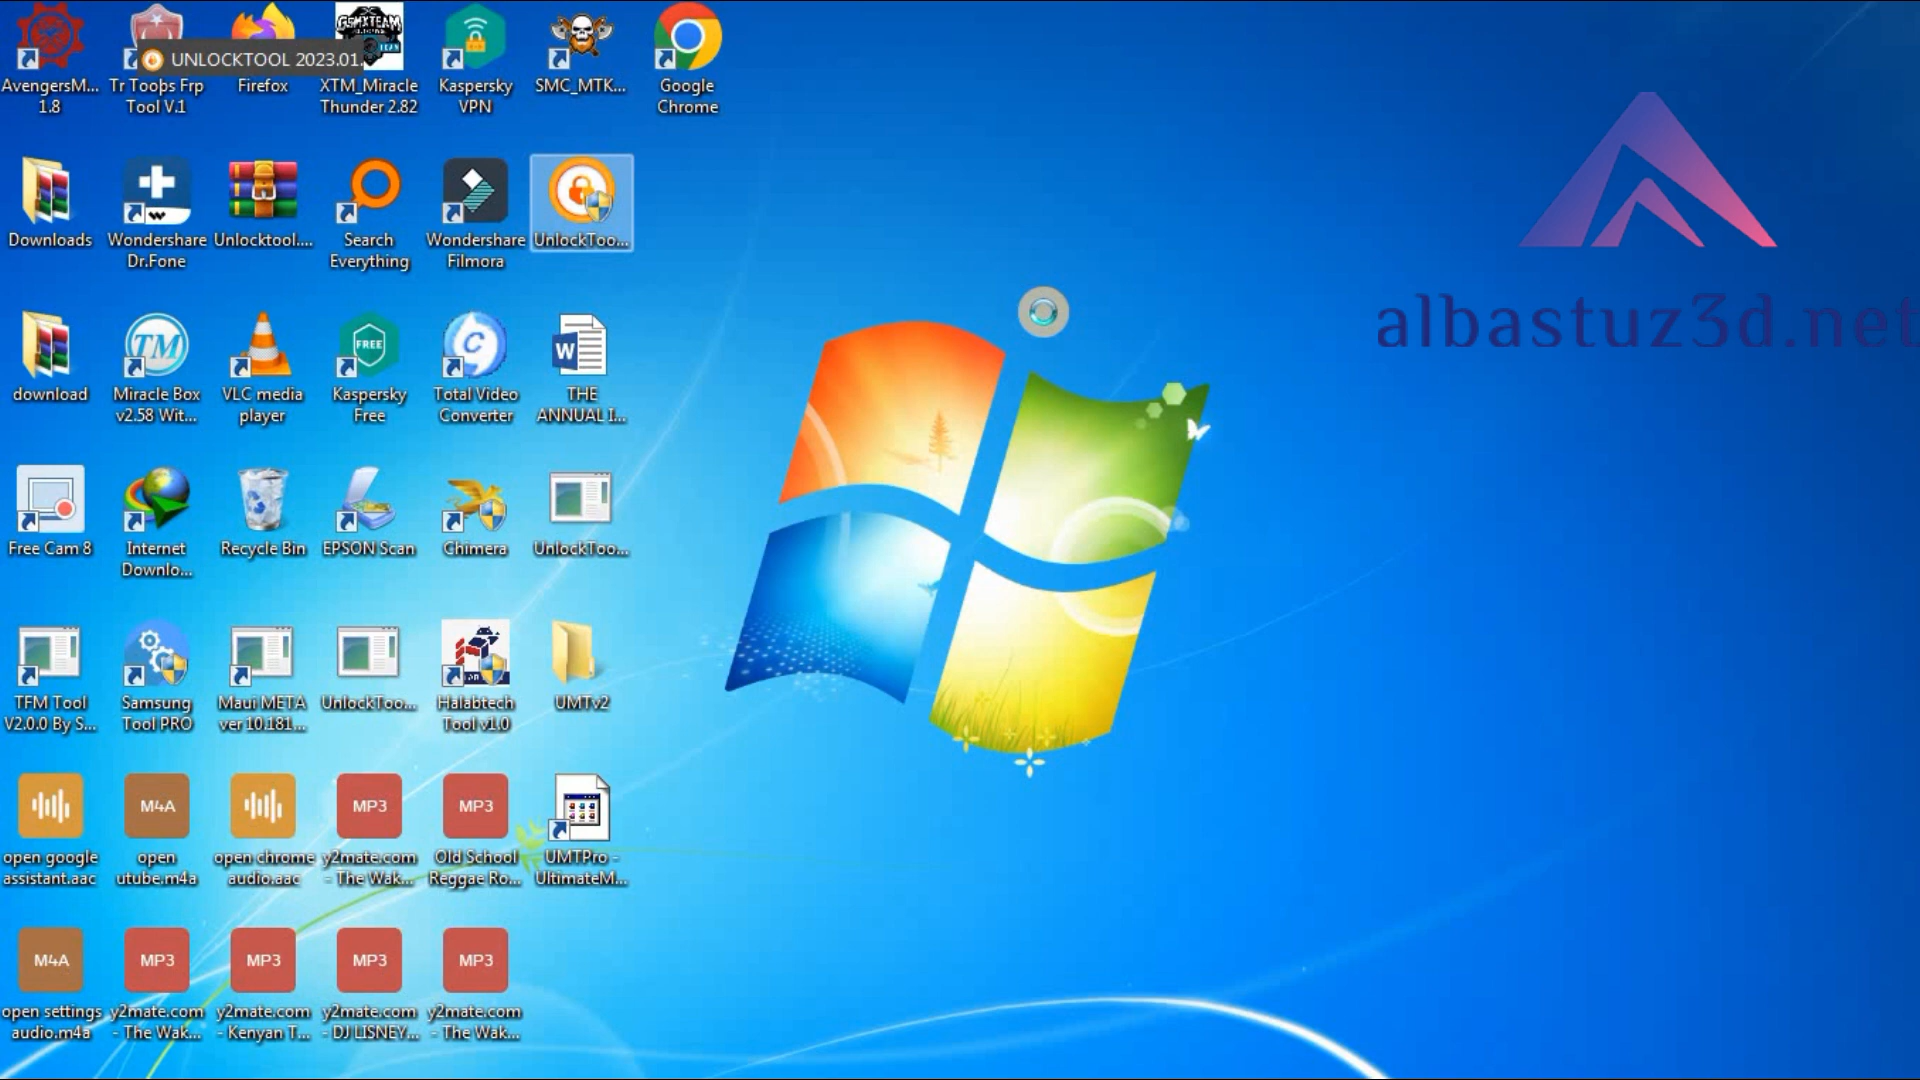 UNLOCKTOOL 2023.01.
AvengersM...
1.8
Tr Tools Frp
Tool V.1
Firefox
GSMXTEAM
XTM_Miracle
Thunder 2.82
Kaspersky
VPN
SMC_MTK...
Google
Chrome
Downloads
Wondershare
Dr.Fone
Unlocktool....
Search
Everything
Wondershare
Filmora
UnlockToo...
albastuz3d.net
download
TM
Miracle Box
v2.58 Wit...
VLC media
player
FREE
Kaspersky
Free
C
Total Video
Converter
W
THE
ANNUAL I...
Free Cam 8
Internet
Downlo...
Recycle Bin
EPSON Scan
Chimera
UnlockToo...
TFM Tool
V2.0.0 By S...
Samsung
Tool PRO
Maui META
ver 10.181...
UnlockToo...
Halabtech
Tool v1.0
UMTv2
open google
assistant.aac
M4A
open
utube.m4a
open chrome
audio.aac
MP3
y2mate.com
- The Wak...
MP3
Old School
Reggae Ro...
UMTPro -
UltimateM...
M4A
open settings
audio.m4a
MP3
y2mate.com
- The Wak...
MP3
y2mate.com
- Kenyan T...
MP3
y2mate.com
- DJ LISNEY...
MP3
y2mate.com
- The Wak...